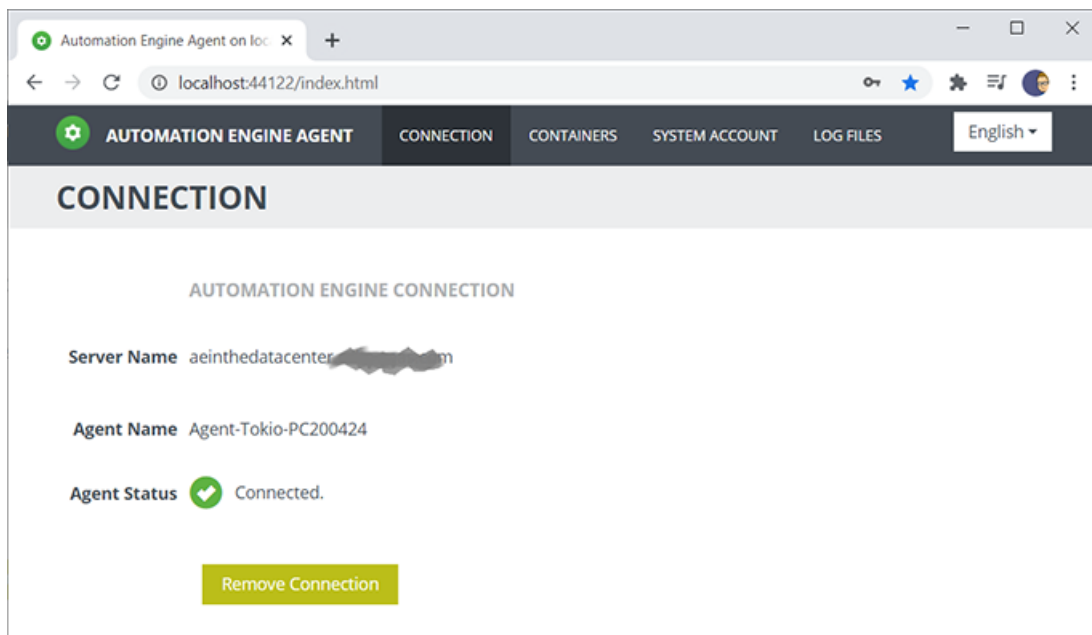 Automation Engine Agent on loc
localhost:44122/index.html
AUTOMATION ENGINE AGENT CONNECTION CONTAINERS SYSTEM ACCOUNT LOG FILES English
CONNECTION
AUTOMATION ENGINE CONNECTION
Server Name aeinthedatacenter
Agent Name Agent-Tokio-PC200424
Agent Status Connected.
Remove Connection